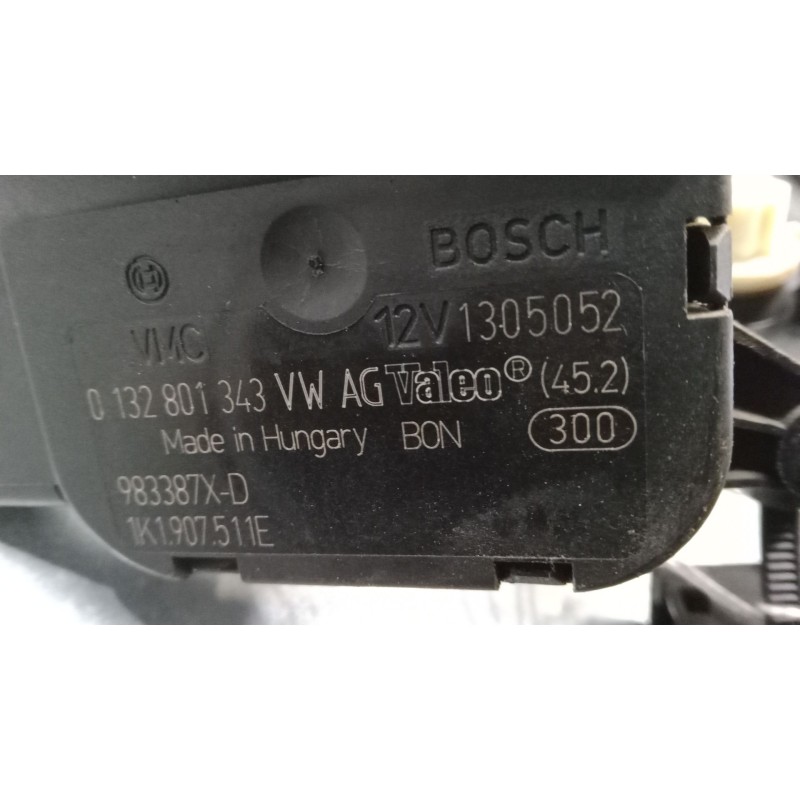 BOSCH
VMC 12V 1305052
0 132 801 343 VW AG Valeo® (45.2)
Made in Hungary BON 300
983387X-D
1K1.907.511E